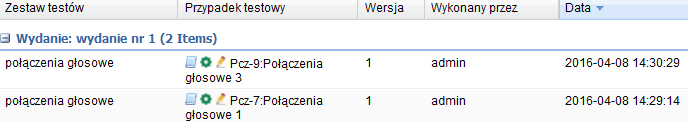 Zestaw testów Przypadek testowy Wersja Wykonany przez Data
Wydanie: wydanie nr 1 (2 Items)
połączenia głosowe Pcz-9:Połączenia 1 admin 2016-04-08 14:30:29
głosowe 3
połączenia głosowe Pcz-7:Połączenia 1 admin 2016-04-08 14:29:14
głosowe 1